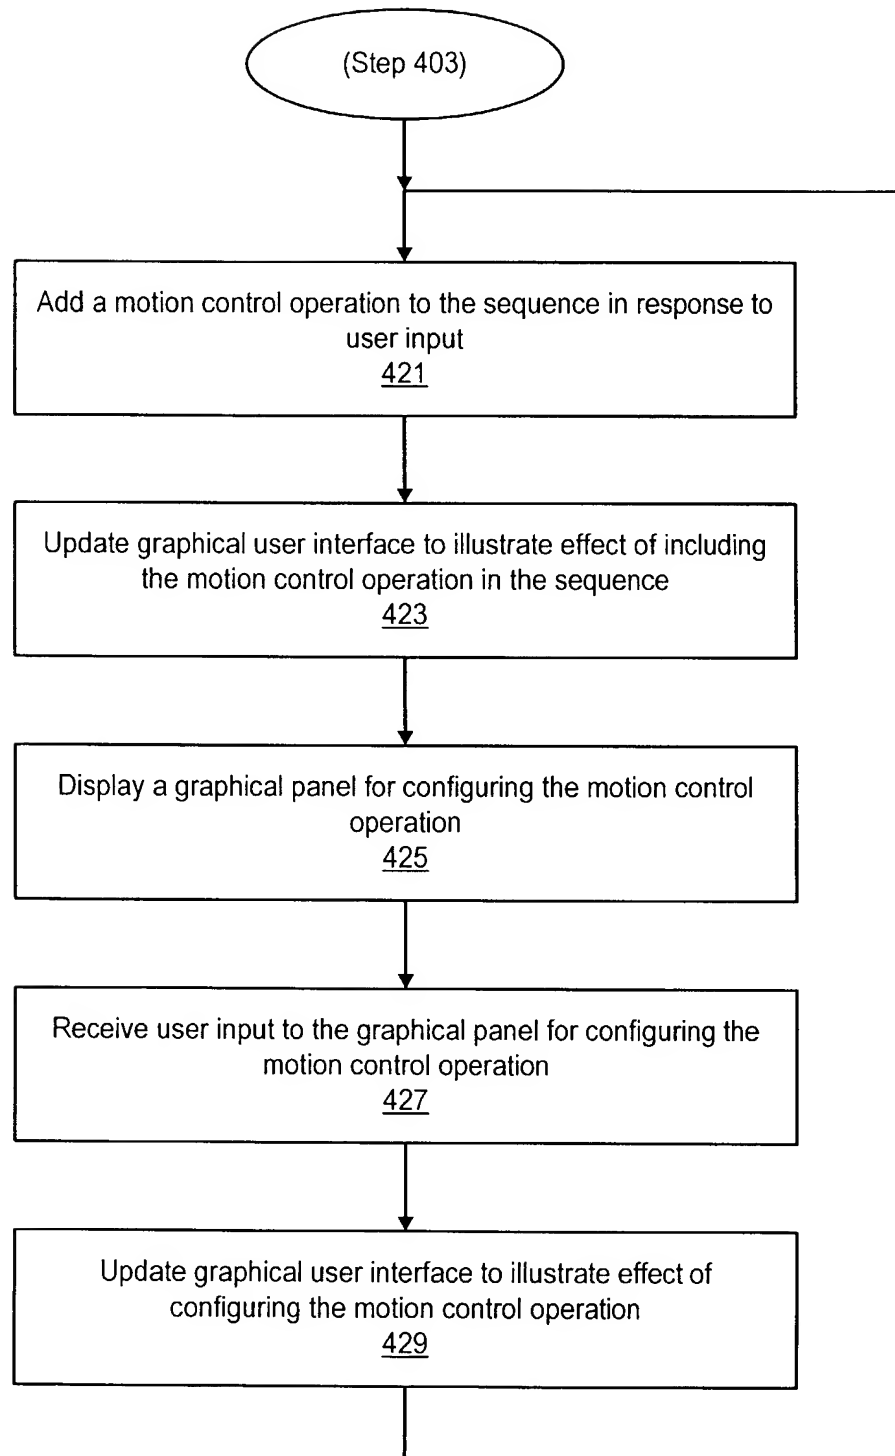 (Step 403)
Add a motion control operation to the sequence in response to
user input
421
Update graphical user interface to illustrate effect of including
the motion control operation in the sequence
423
Display a graphical panel for configuring the motion control
operation
425
Receive user input to the graphical panel for configuring the
motion control operation
427
Update graphical user interface to illustrate effect of
configuring the motion control operation
429